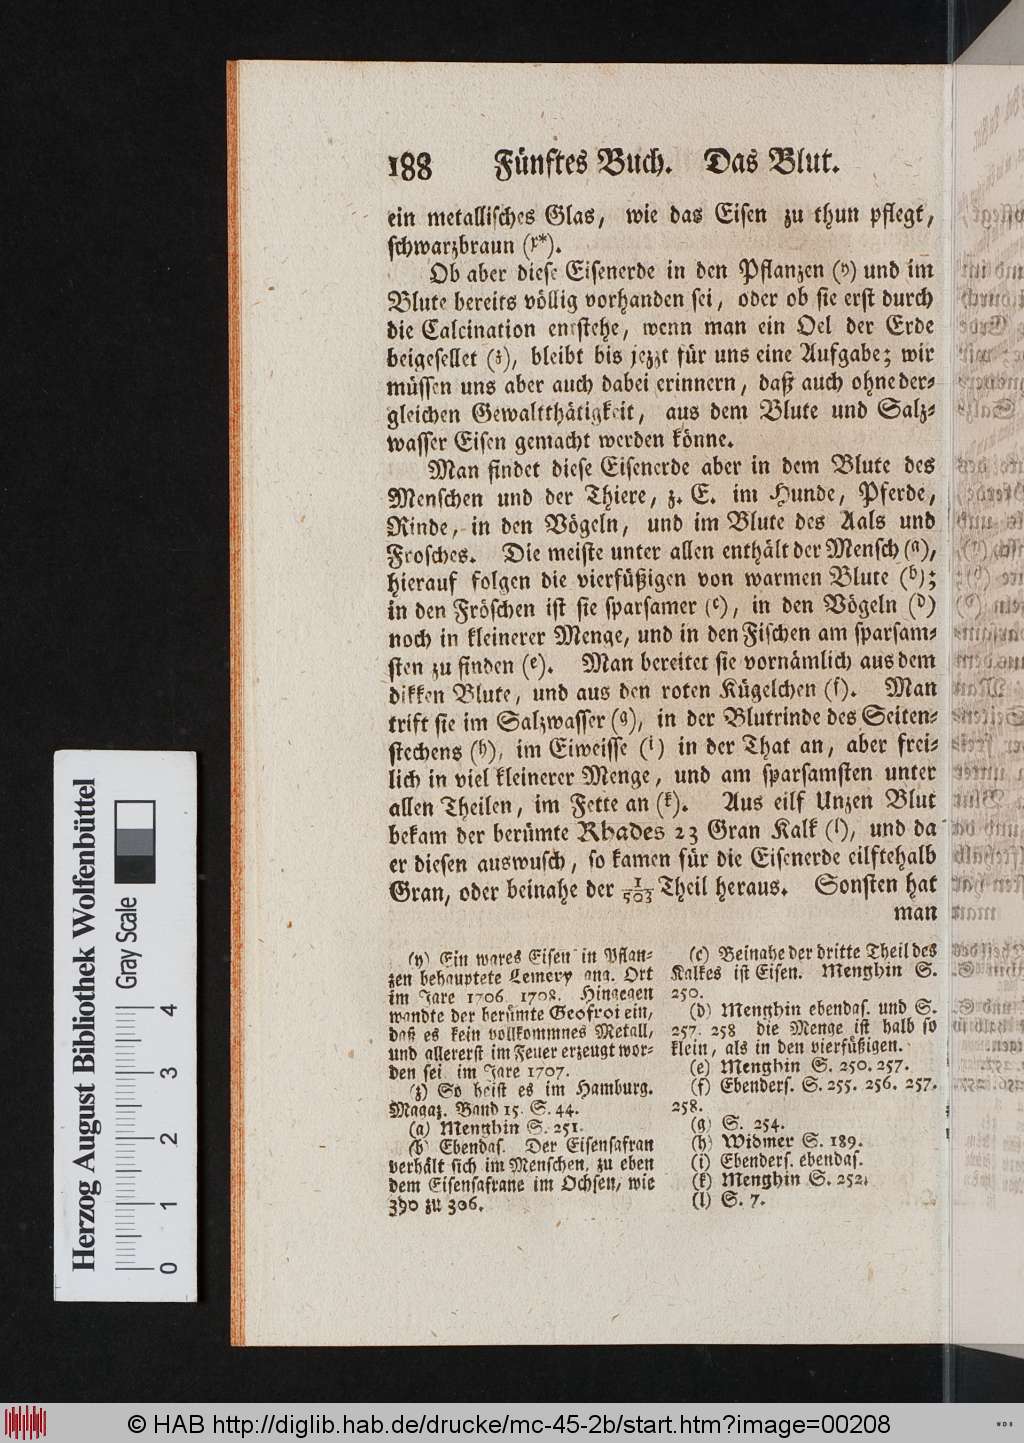 188 Fünftes Buch. Das Blut.
ein metallisches Glas, wie das Eisen zu thun pflegt,
schwarzbraun (x*).
Ob aber diese Eisenerde in den Pflanzen (y) und im
Blute bereits völlig vorhanden sei, oder ob sie erst durch
die Calcination entstehe, wenn man ein Oel der Erde
beigesellet (z), bleibt bis jezzt für uns eine Aufgabe; wir
müssen uns aber auch dabei erinnern, daß auch ohne der-
gleichen Gewaltthätigkeit, aus dem Blute und Salz-
wasser Eisen gemacht werden könne.
Man findet diese Eisenerde aber in dem Blute des
Menschen und der Thiere, z. E. im Hunde, Pferde,
Rinde, in den Vögeln, und im Blute des Aals und
Frosches. Die meiste unter allen enthält der Mensch (a),
hierauf folgen die vierfüßigen von warmen Blute (b);
in den Fröschen ist sie sparsamer (c), in den Vögeln (d)
noch in kleinerer Menge, und in den Fischen am sparsam-
sten zu finden (e). Man bereitet sie vornämlich aus dem
dikken Blute, und aus den roten Kügelchen (f). Man
trift sie im Salzwasser (g), in der Blutrinde des Seiten-
stechens (h), im Eiweisse (i) in der That an, aber frei-
lich in viel kleinerer Menge, und am sparsamsten unter
allen Theilen, im Fette an (k). Aus eilf Unzen Blut
bekam der berümte Rhades 23 Gran Kalk (l), und da
er diesen auswusch, so kamen für die Eisenerde eilftehalb
Gran, oder beinahe der 1/503 Theil heraus. Sonsten hat
man
(y) Ein wares Eisen in Pflan-
zen behauptete Lemery ang. Ort
im Jare 1706. 1708. Hingegen
wandte der berümte Geofroi ein,
daß es kein vollkommnes Metall,
und allererst im Feuer erzeugt wor-
den sei im Jare 1707.
(z) So heist es im Hamburg.
Magaz. Band 15. S. 44.
(a) Menghin S. 251.
(b) Ebendas. Der Eisensafran
verhält sich im Menschen, zu eben
dem Eisensafrane im Ochsen, wie
390 zu 306.
(c) Beinahe der dritte Theil des
Kalkes ist Eisen. Menghin S.
250.
(d) Menghin ebendas. und S.
257. 258 die Menge ist halb so
klein, als in den vierfüßigen.
(e) Menghin S. 250. 257.
(f) Ebenders. S. 255. 256. 257.
258.
(g) S. 254.
(h) Widmer S. 189.
(i) Ebenders. ebendas.
(k) Menghin S. 252.
(l) S. 7.
Herzog August Bibliothek Wolfenbüttel
Gray Scale
0 1 2 3 4
© HAB http://diglib.hab.de/drucke/mc-45-2b/start.htm?image=00208